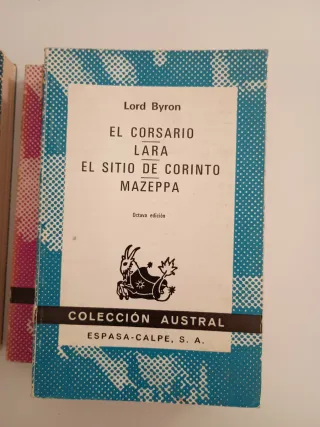 Lord Byron
EL CORSARIO
LARA
EL SITIO DE CORINTO
MAZEPPA
Octava edición
COLECCIÓN AUSTRAL
ESPASA-CALPE, S. A.